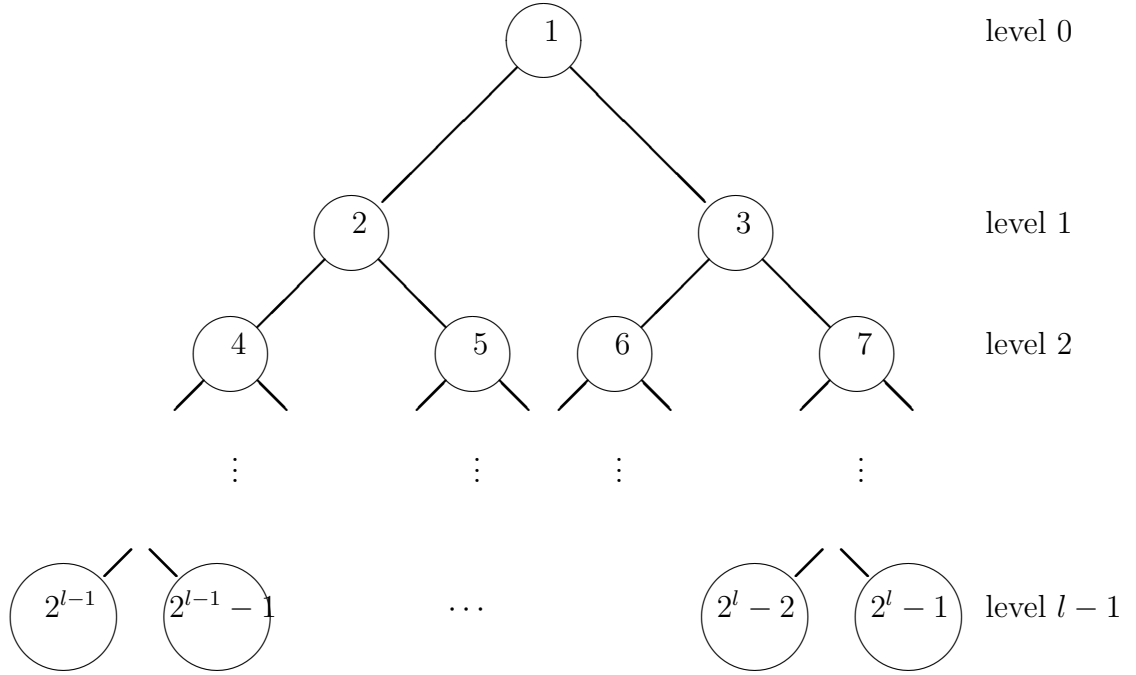 1 level 0
2 3 level 1
4 5 6 7 level 2
⋮ ⋮ ⋮ ⋮
2^{l−1} 2^{l−1} − 1 ⋯ 2^l − 2 2^l − 1 level l − 1